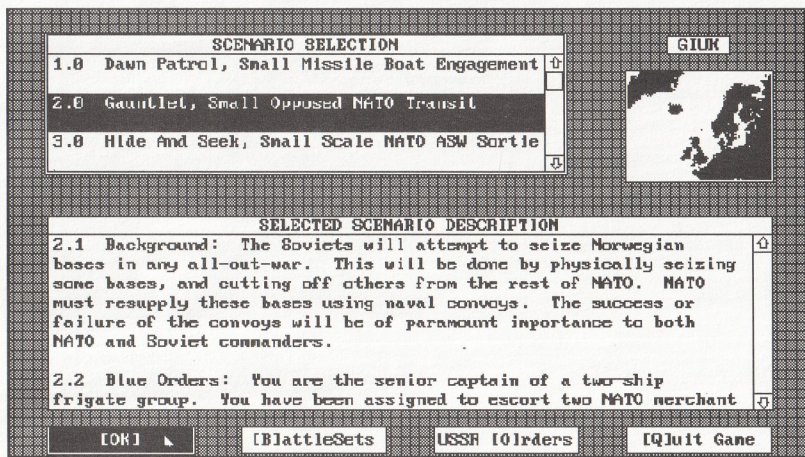 SCENARIO SELECTION
1.0 Dawn Patrol, Small Missile Boat Engagement
2.0 Gauntlet, Small Opposed NATO Transit
3.0 Hide And Seek, Small Scale NATO ASW Sortie
GIUK
SELECTED SCENARIO DESCRIPTION
2.1 Background: The Soviets will attempt to seize Norwegian
bases in any all-out-war. This will be done by physically seizing
some bases, and cutting off others from the rest of NATO. NATO
must resupply these bases using naval convoys. The success or
failure of the convoys will be of paramount importance to both
NATO and Soviet commanders.
2.2 Blue Orders: You are the senior captain of a two-ship
frigate group. You have been assigned to escort two NATO merchant
[OK]
[B]attleSets
USSR [O]rders
[Q]uit Game